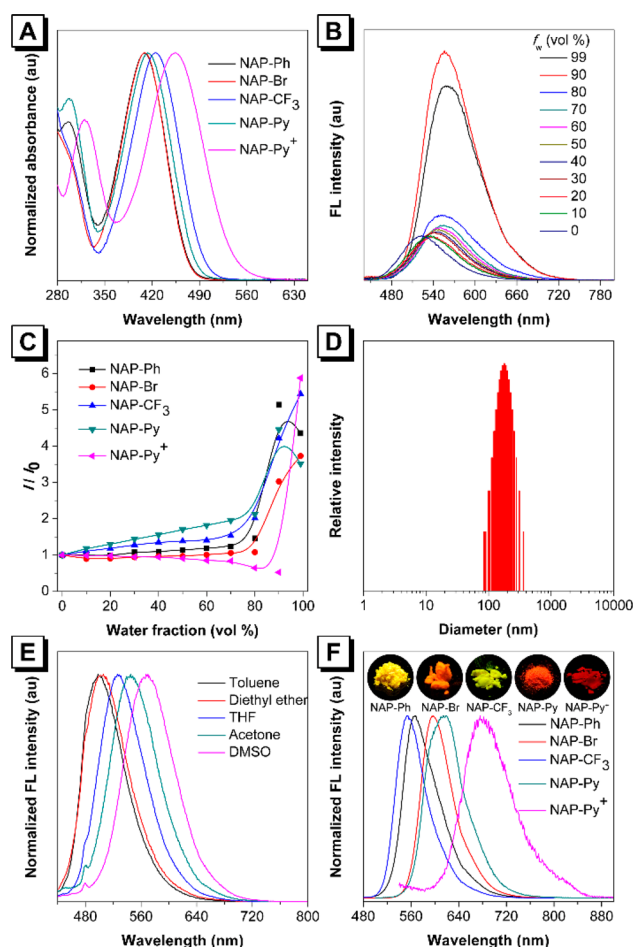 A
Normalized absorbance (au)
NAP-Ph
NAP-Br
NAP-CF3
NAP-Py
NAP-Py+
280 350 420 490 560 630
Wavelength (nm)
B
FL intensity (au)
fw (vol %)
99
90
80
70
60
50
40
30
20
10
0
480 540 600 660 720 780
Wavelength (nm)
C
I/I0
6
5
4
3
2
1
0
NAP-Ph
NAP-Br
NAP-CF3
NAP-Py
NAP-Py+
0 20 40 60 80 100
Water fraction (vol %)
D
Relative intensity
1 10 100 1000 10000
Diameter (nm)
E
Normalized FL intensity (au)
Toluene
Diethyl ether
THF
Acetone
DMSO
480 560 640 720 800
Wavelength (nm)
F
Normalized FL intensity (au)
NAP-Ph NAP-Br NAP-CF3 NAP-Py NAP-Py+
NAP-Ph
NAP-Br
NAP-CF3
NAP-Py
NAP-Py+
480 560 640 720 800 880
Wavelength (nm)